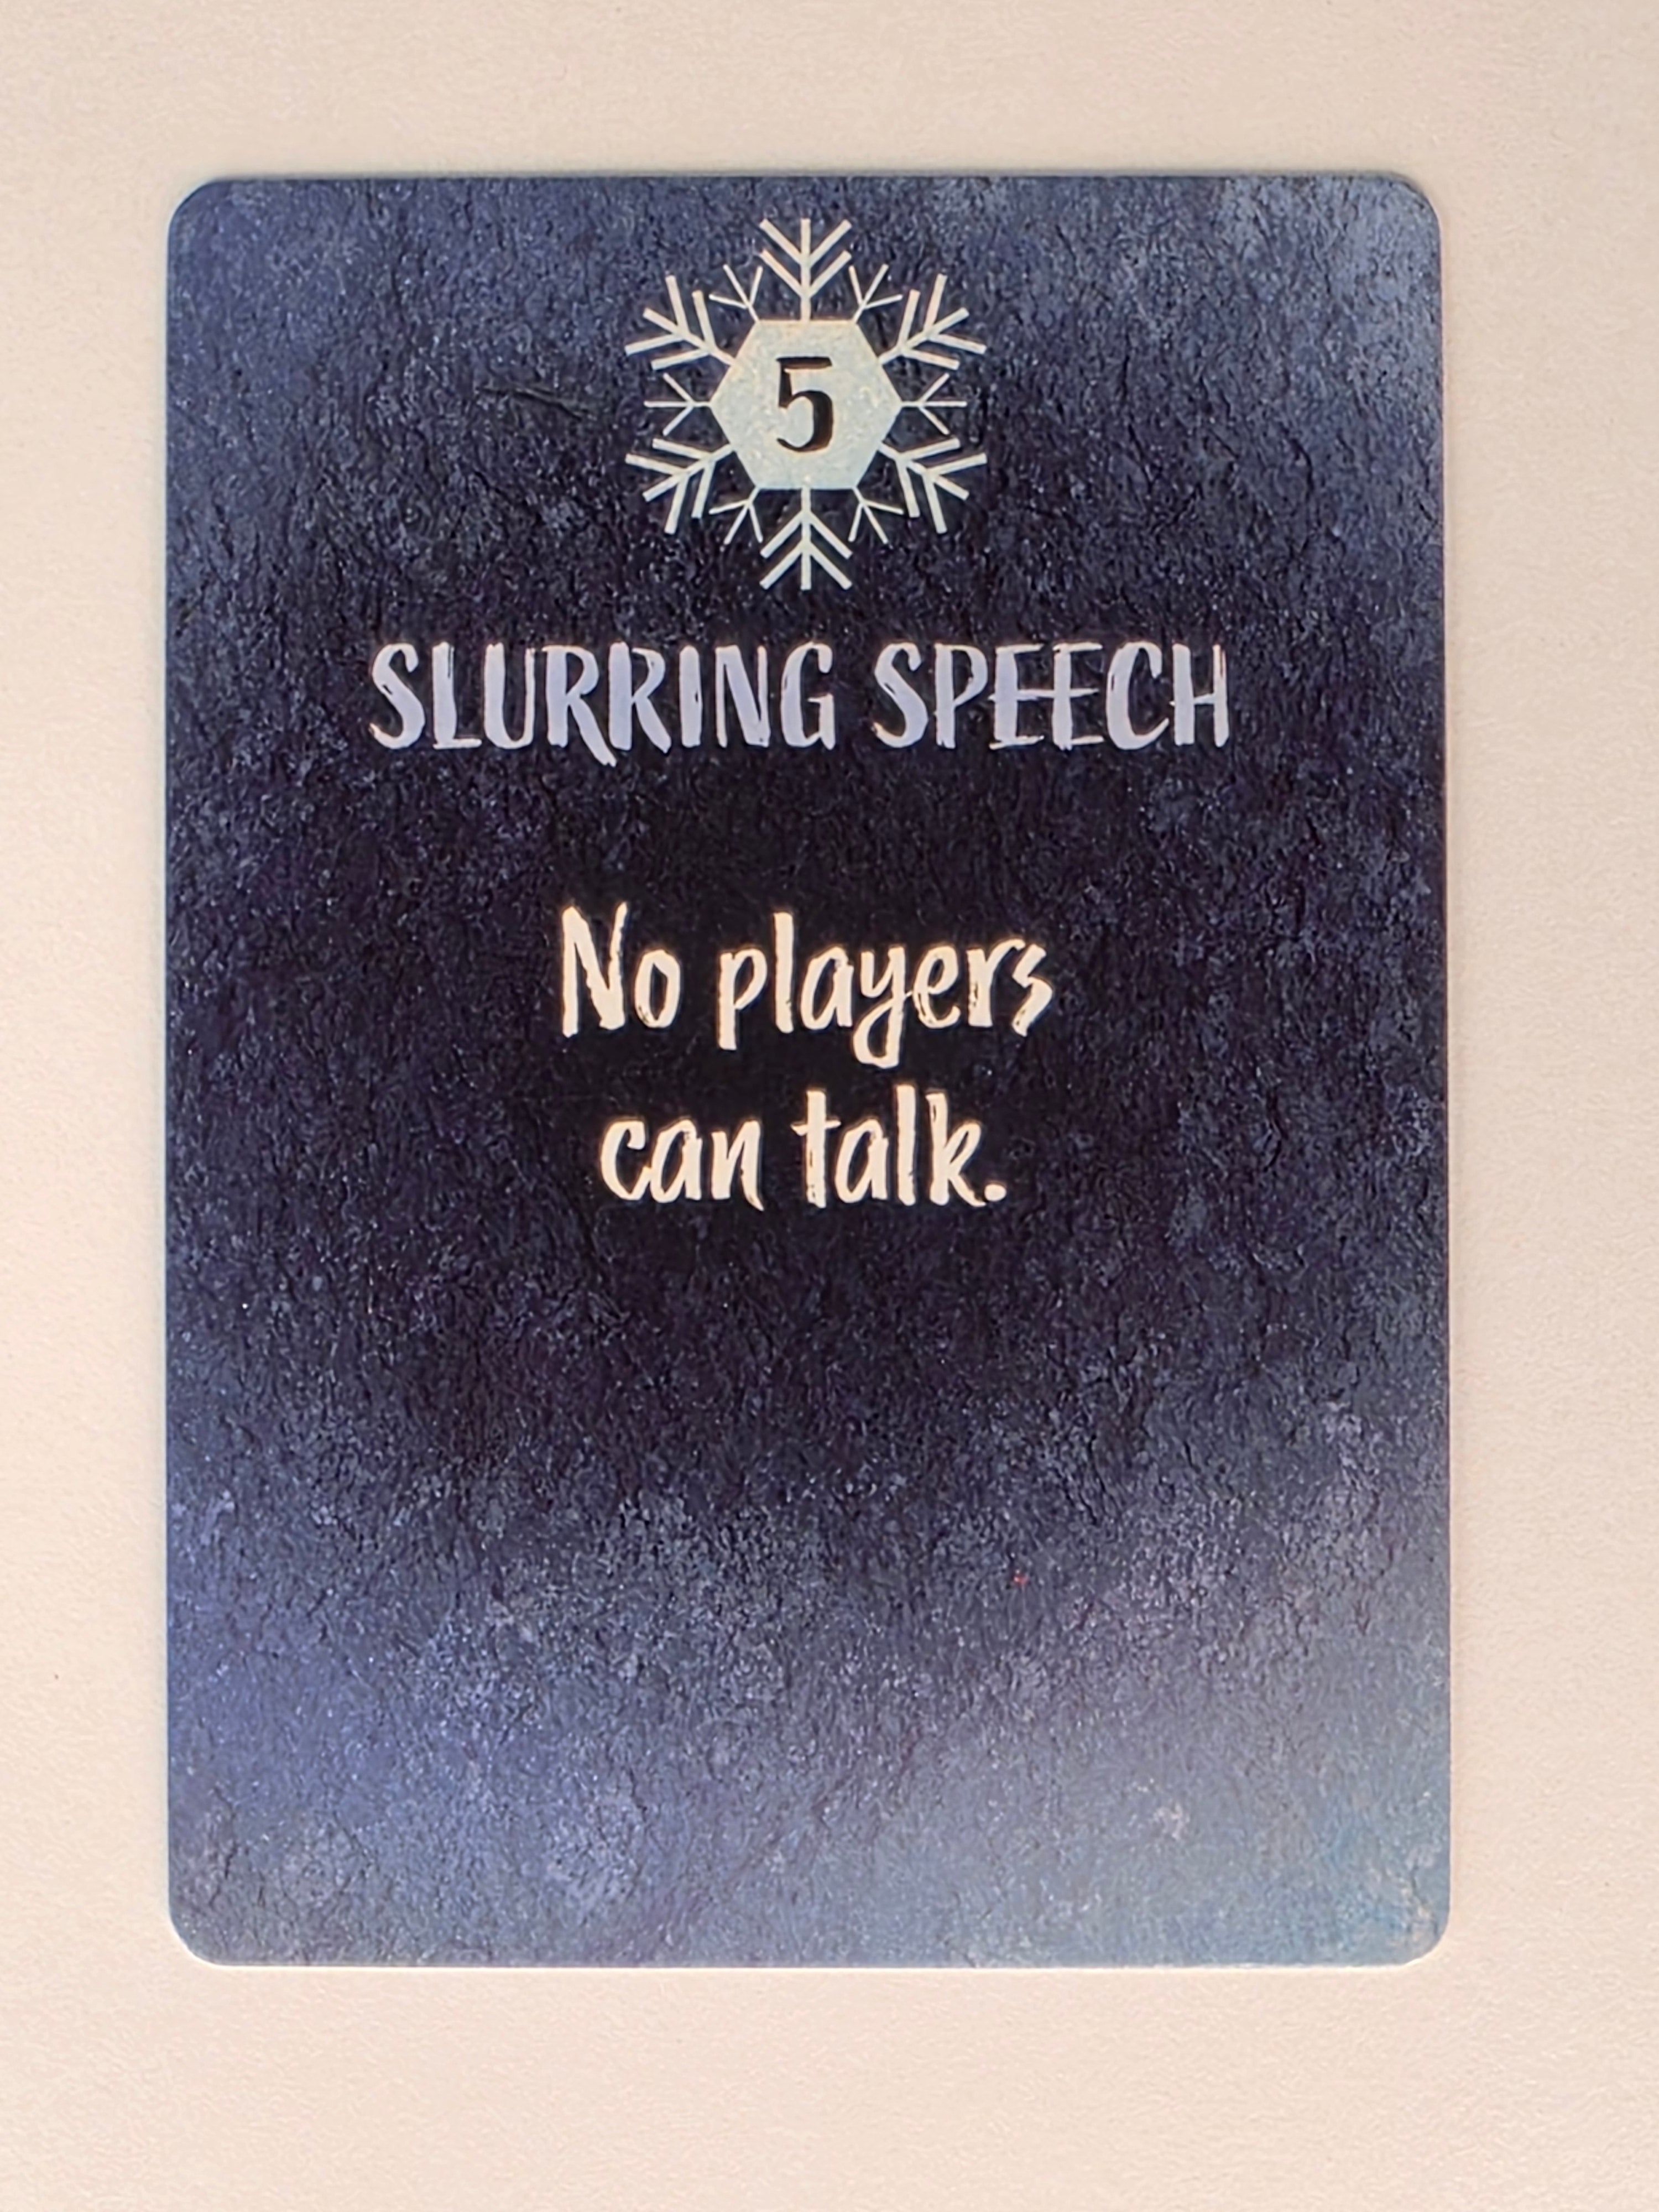 5
SLURRING SPEECH
No players
can talk.